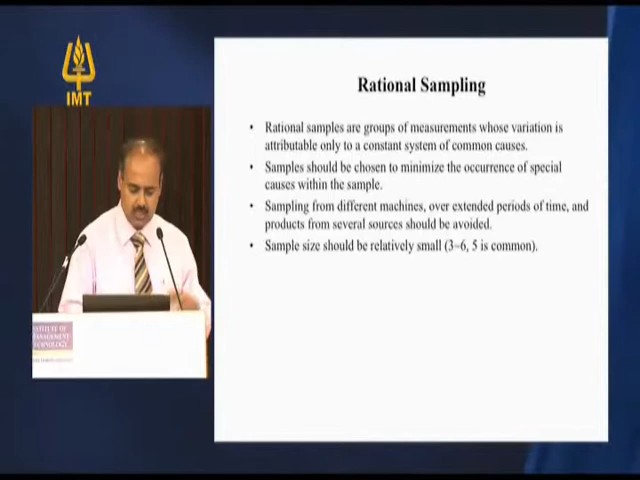 IMT
Rational Sampling
• Rational samples are groups of measurements whose variation is
attributable only to a constant system of common causes.
• Samples should be chosen to minimize the occurrence of special
causes within the sample.
• Sampling from different machines, over extended periods of time, and
products from several sources should be avoided.
• Sample size should be relatively small (3–6, 5 is common).
INSTITUTE OF
MANAGEMENT
TECHNOLOGY